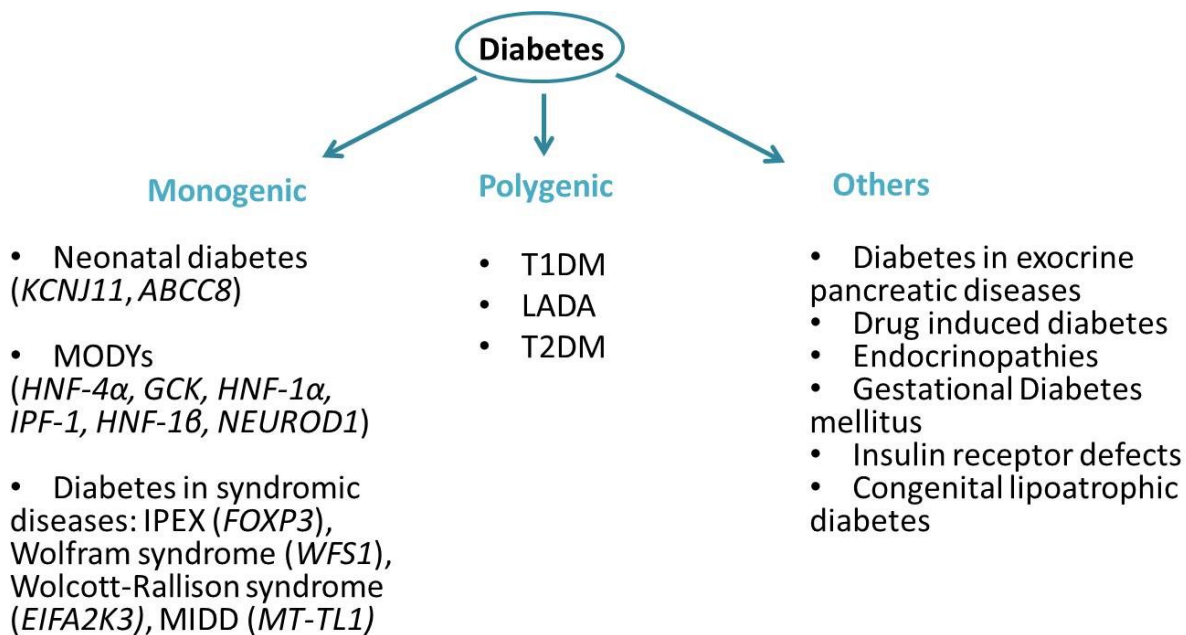 Diabetes
Monogenic
• Neonatal diabetes
(KCNJ11, ABCC8)
• MODYs
(HNF-4α, GCK, HNF-1α,
IPF-1, HNF-1β, NEUROD1)
• Diabetes in syndromic
diseases: IPEX (FOXP3),
Wolfram syndrome (WFS1),
Wolcott-Rallison syndrome
(EIFA2K3), MIDD (MT-TL1)
Polygenic
• T1DM
• LADA
• T2DM
Others
• Diabetes in exocrine
pancreatic diseases
• Drug induced diabetes
• Endocrinopathies
• Gestational Diabetes
mellitus
• Insulin receptor defects
• Congenital lipoatrophic
diabetes